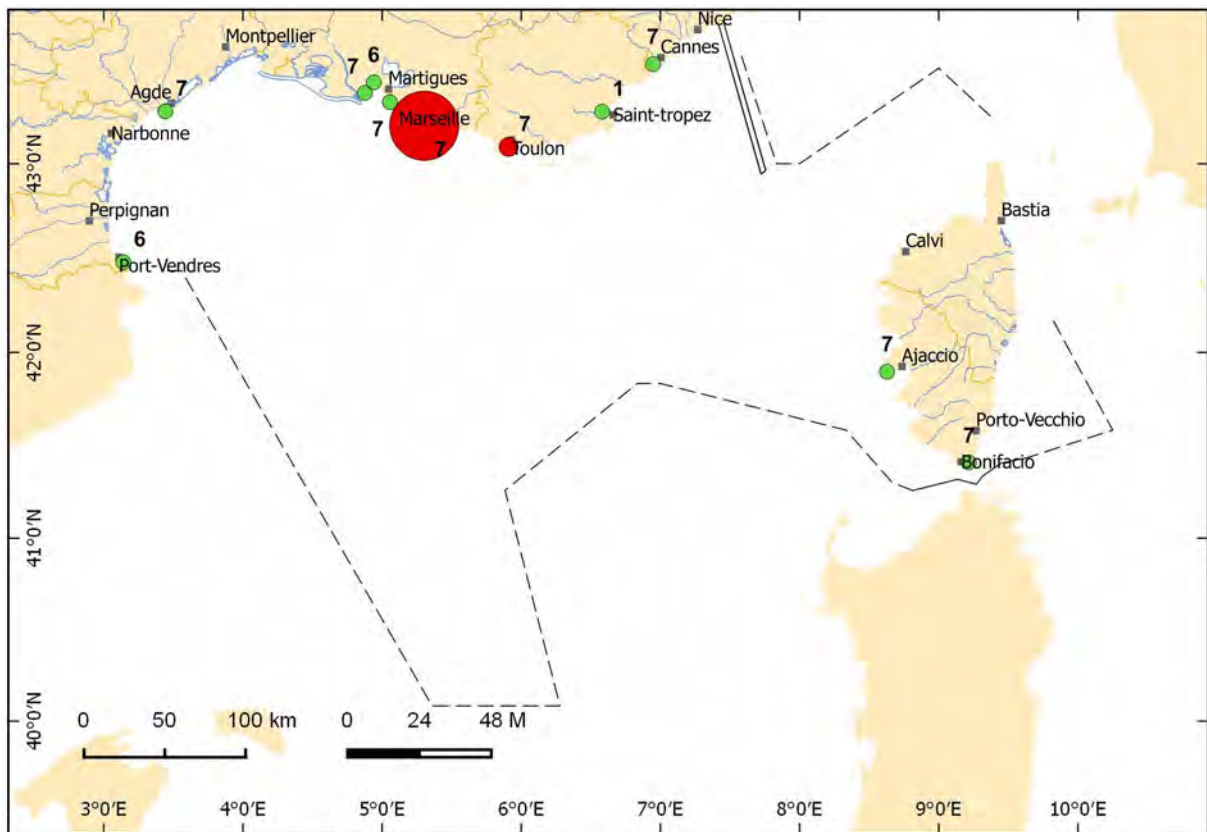 Nice
Montpellier
7
Cannes
6
7
Martigues
Agde
7
1
Marseille
Saint-tropez
Narbonne
7
7
7
Toulon
43°0'N
Perpignan
Bastia
6
Calvi
Port-Vendres
42°0'N
7
Ajaccio
Porto-Vecchio
7
Bonifacio
41°0'N
0 50 100 km
0 24 48 M
40°0'N
3°0'E 4°0'E 5°0'E 6°0'E 7°0'E 8°0'E 9°0'E 10°0'E